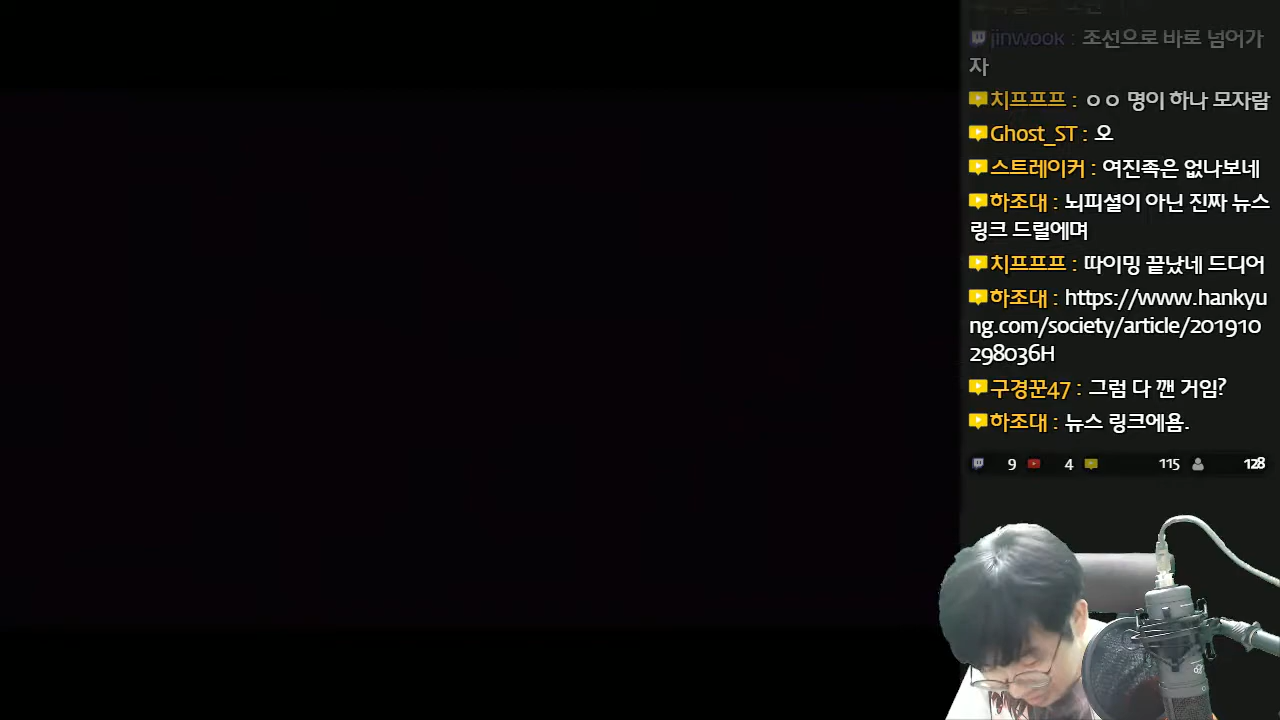 jinwook : 조선으로 바로 넘어가
자
치프프프 : ㅇㅇ 명이 하나 모자람
Ghost_ST : 오
스트레이커 : 여진족은 없나보네
하조대 : 뇌피셜이 아닌 진짜 뉴스
링크 드릴에며
치프프프 : 따이밍 끝났네 드디어
하조대 : https://www.hankyu
ng.com/society/article/201910
298036H
구경꾼47 : 그럼 다 깬 거임?
하조대 : 뉴스 링크에욤.
9 4 115 128